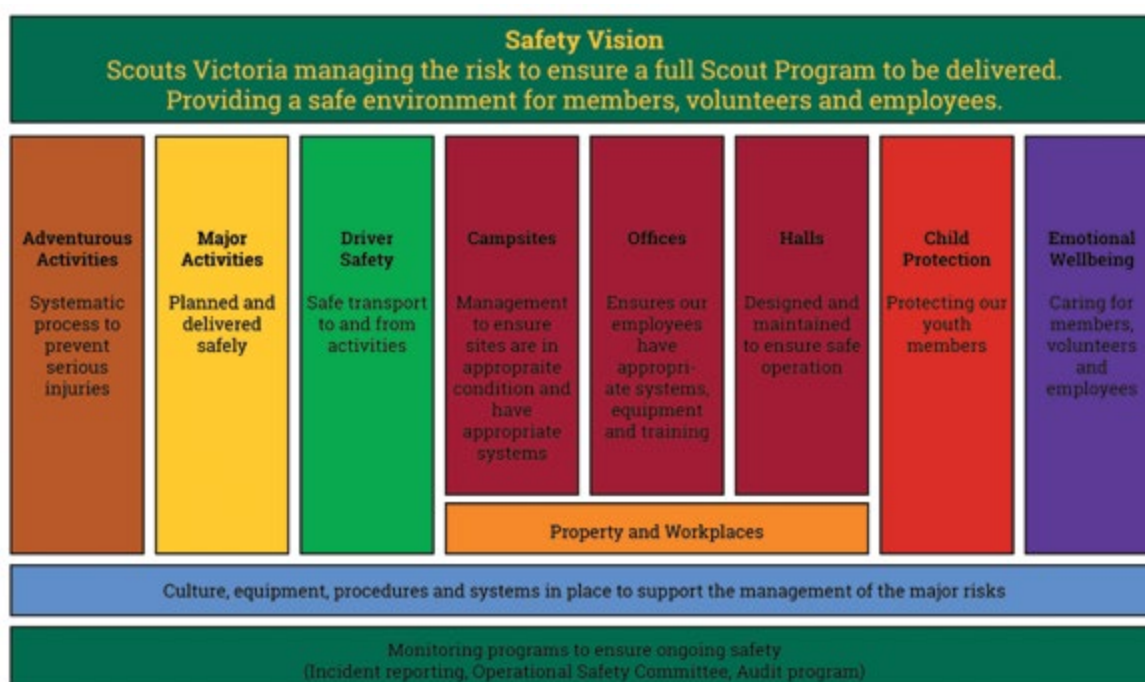 Safety Vision
Scouts Victoria managing the risk to ensure a full Scout Program to be delivered.
Providing a safe environment for members, volunteers and employees.
Adventurous
Activities
Systematic
process to
prevent
serious
injuries
Major
Activities
Planned and
delivered
safely
Driver
Safety
Safe transport
to and from
activities
Campsites
Management
to ensure
sites are in
appropraite
condition and
have
appropriate
systems
Offices
Ensures our
employees
have
appropri-
ate systems,
equipment
and training
Halls
Designed and
maintained
to ensure safe
operation
Child
Protection
Protecting our
youth
members
Emotional
Wellbeing
Caring for
members,
volunteers
and
employees
Property and Workplaces
Culture, equipment, procedures and systems in place to support the management of the major risks
Monitoring programs to ensure ongoing safety
(Incident reporting, Operational Safety Committee, Audit program)